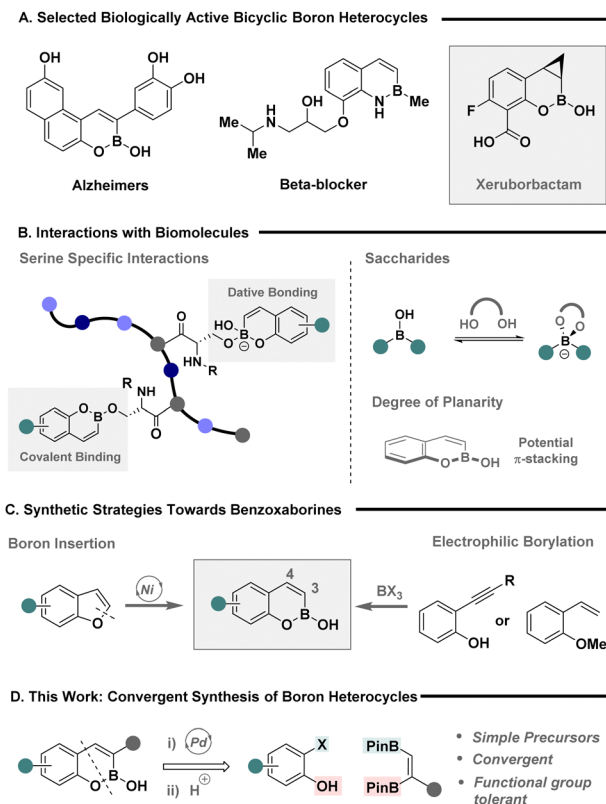 A. Selected Biologically Active Bicyclic Boron Heterocycles
OH
HO
OH
O
B
OH
Alzheimers
Me
N
H
Me
OH
O
NH
B
Me
Beta-blocker
F
HO
O
O
B
OH
Xeruborbactam
B. Interactions with Biomolecules
Serine Specific Interactions
Dative Bonding
O
HO
B
O
O
⊖
HN
R
R
NH
O
B
O
O
Covalent Binding
Saccharides
OH
B
HO
OH
O
O
B
⊖
Degree of Planarity
O
B
OH
Potential
π-stacking
C. Synthetic Strategies Towards Benzoxaborines
Boron Insertion
Electrophilic Borylation
O
Ni
4
3
O
B
OH
BX3
R
OH
or
OMe
D. This Work: Convergent Synthesis of Boron Heterocycles
O
B
OH
i) Pd
ii) H⊕
X
OH
PinB
PinB
• Simple Precursors
• Convergent
• Functional group
tolerant